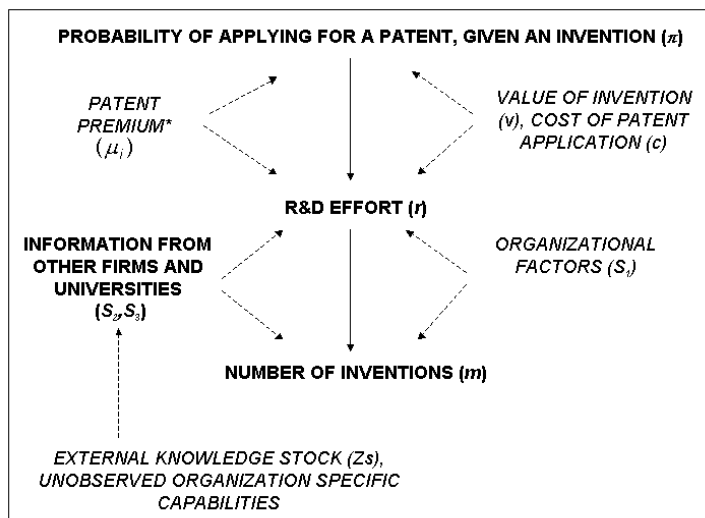 PROBABILITY OF APPLYING FOR A PATENT, GIVEN AN INVENTION (π)
PATENT
PREMIUM*
(μᵢ)
VALUE OF INVENTION
(v), COST OF PATENT
APPLICATION (c)
R&D EFFORT (r)
INFORMATION FROM
OTHER FIRMS AND
UNIVERSITIES
(S₂,S₃)
ORGANIZATIONAL
FACTORS (S₁)
NUMBER OF INVENTIONS (m)
EXTERNAL KNOWLEDGE STOCK (Zs),
UNOBSERVED ORGANIZATION SPECIFIC
CAPABILITIES